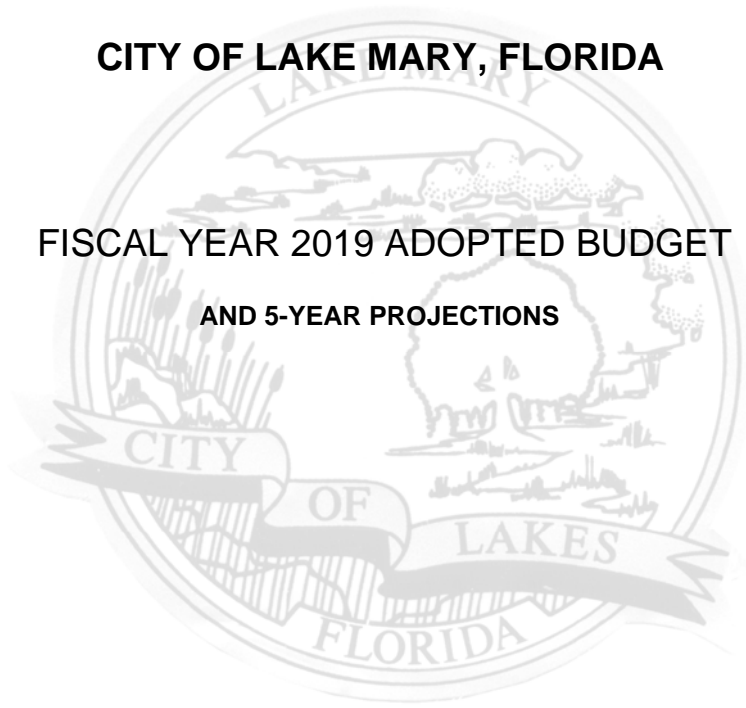 CITY OF LAKE MARY, FLORIDA
LAKE MARY
FISCAL YEAR 2019 ADOPTED BUDGET
AND 5-YEAR PROJECTIONS
CITY
OF
LAKES
FLORIDA